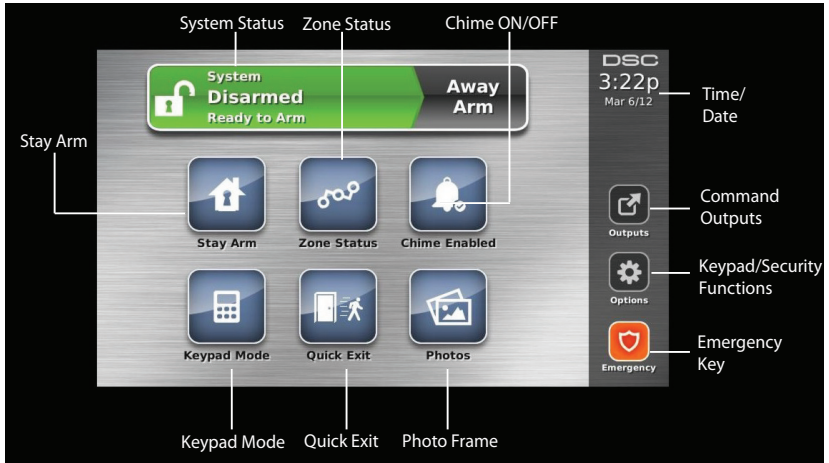 System Status
Zone Status
Chime ON/OFF
System
Disarmed
Ready to Arm
Away
Arm
DSC
3:22p
Mar 6/12
Time/
Date
Stay Arm
Stay Arm
Zone Status
Chime Enabled
Outputs
Command
Outputs
Options
Keypad/Security
Functions
Keypad Mode
Quick Exit
Photos
Emergency
Emergency
Key
Keypad Mode
Quick Exit
Photo Frame